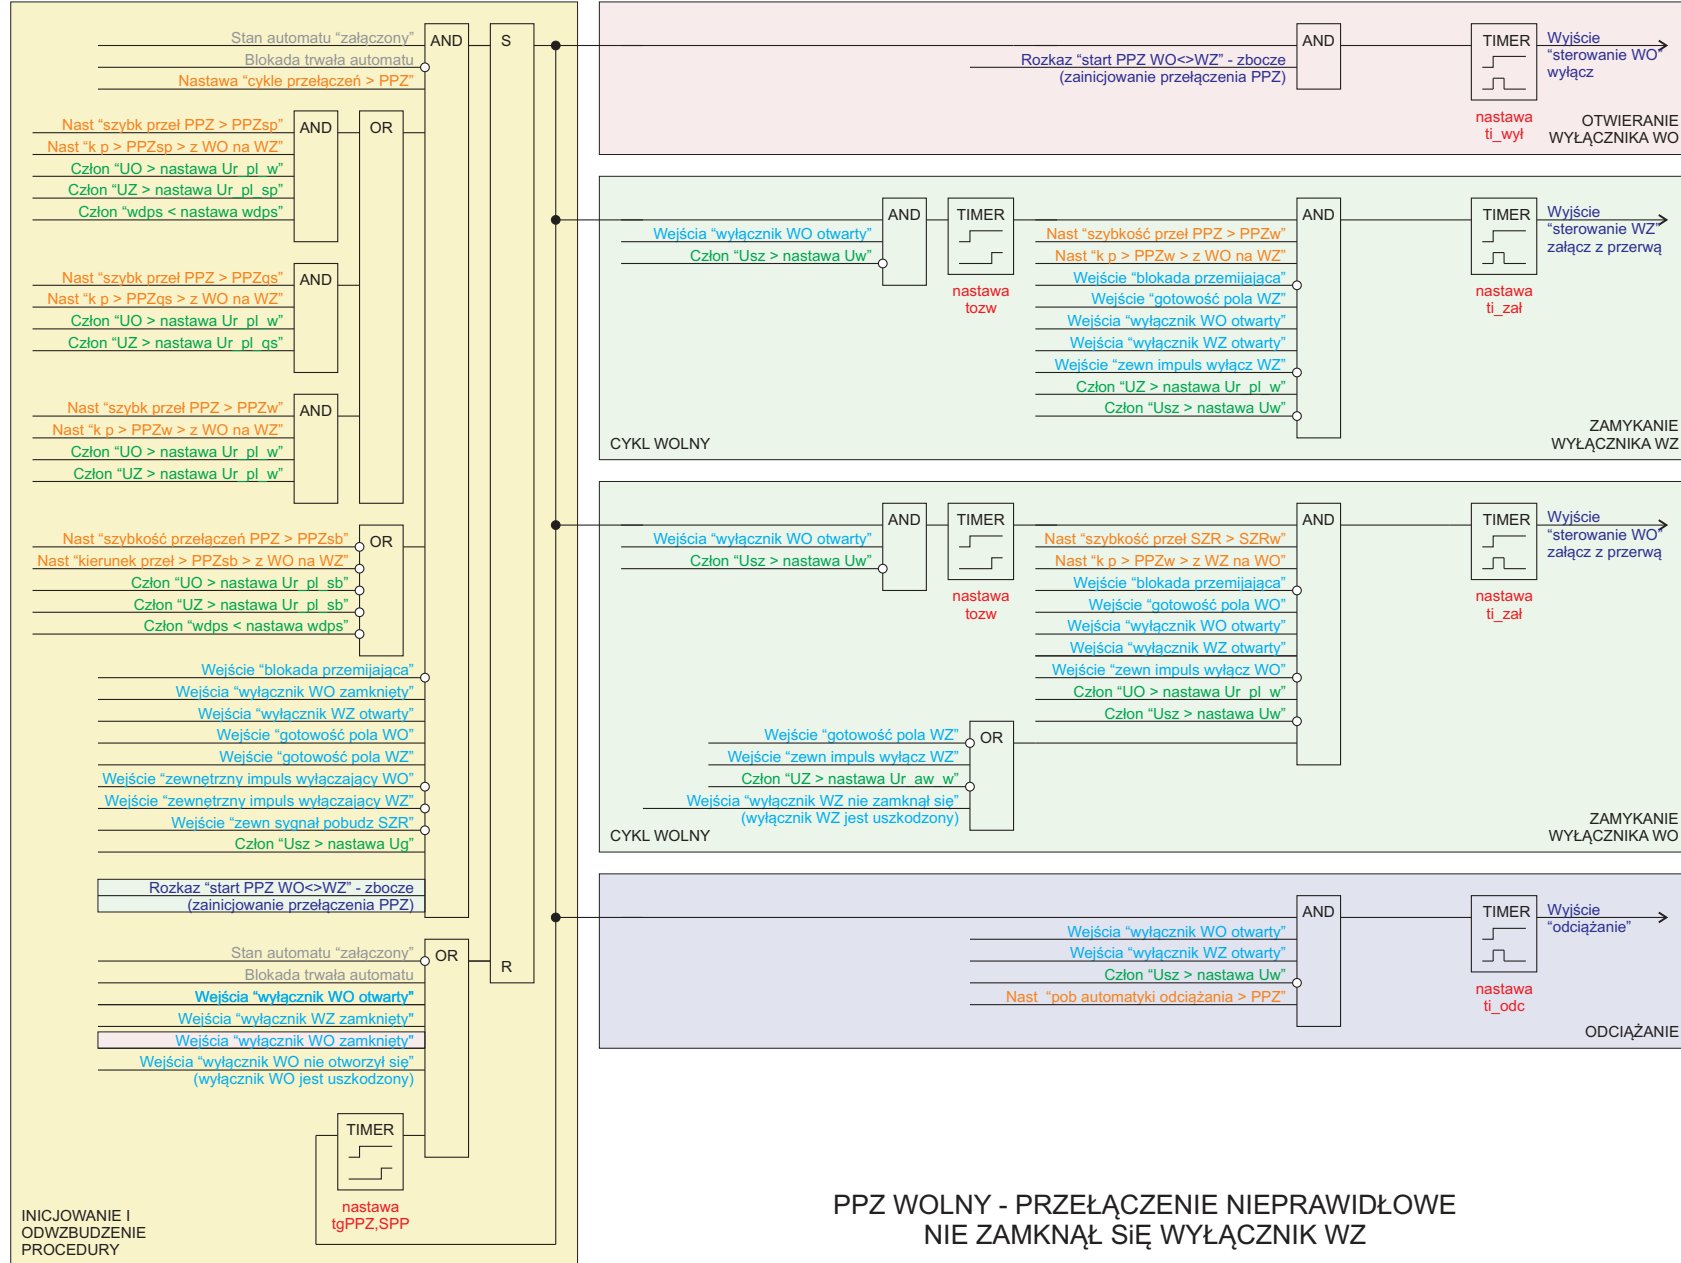 Stan automatu “załączony”
Blokada trwała automatu
Nastawa “cykle przełączeń > PPZ”
AND
S
Nast “szybk przeł PPZ > PPZsp”
Nast “k p > PPZsp > z WO na WZ”
Człon “UO > nastawa Ur_pl_w”
Człon “UZ > nastawa Ur_pl_sp”
Człon “wdps < nastawa wdps”
AND
OR
Nast “szybk przeł PPZ > PPZqs”
Nast “k p > PPZqs > z WO na WZ”
Człon “UO > nastawa Ur_pl_w”
Człon “UZ > nastawa Ur_pl_qs”
AND
Nast “szybk przeł PPZ > PPZw”
Nast “k p > PPZw > z WO na WZ”
Człon “UO > nastawa Ur_pl_w”
Człon “UZ > nastawa Ur_pl_w”
AND
Nast “szybkość przełączeń PPZ > PPZsb”
Nast “kierunek przeł > PPZsb > z WO na WZ”
Człon “UO > nastawa Ur_pl_sb”
Człon “UZ > nastawa Ur_pl_sb”
Człon “wdps < nastawa wdps”
OR
Wejście “blokada przemijająca”
Wejścia “wyłącznik WO zamknięty”
Wejścia “wyłącznik WZ otwarty”
Wejście “gotowość pola WO”
Wejście “gotowość pola WZ”
Wejście “zewnętrzny impuls wyłączający WO”
Wejście “zewnętrzny impuls wyłączający WZ”
Wejście “zewn sygnał pobudz SZR”
Człon “Usz > nastawa Ug”
Rozkaz “start PPZ WO<>WZ” - zbocze
(zainicjowanie przełączenia PPZ)
Stan automatu “załączony”
Blokada trwała automatu
Wejścia “wyłącznik WO otwarty”
Wejścia “wyłącznik WZ zamknięty”
Wejścia “wyłącznik WO zamknięty”
Wejścia “wyłącznik WO nie otworzył się”
(wyłącznik WO jest uszkodzony)
OR
R
TIMER
nastawa
tgPPZ,SPP
INICJOWANIE I
ODWZBUDZENIE
PROCEDURY
Rozkaz “start PPZ WO<>WZ” - zbocze
(zainicjowanie przełączenia PPZ)
AND
TIMER
nastawa
ti_wył
Wyjście
“sterowanie WO”
wyłącz
OTWIERANIE
WYŁĄCZNIKA WO
Wejścia “wyłącznik WO otwarty”
Człon “Usz > nastawa Uw”
AND
TIMER
nastawa
tozw
Nast “szybkość przeł PPZ > PPZw”
Nast “k p > PPZw > z WO na WZ”
Wejście “blokada przemijająca”
Wejście “gotowość pola WZ”
Wejścia “wyłącznik WO otwarty”
Wejścia “wyłącznik WZ otwarty”
Wejście “zewn impuls wyłącz WZ”
Człon “UZ > nastawa Ur_pl_w”
Człon “Usz > nastawa Uw”
AND
TIMER
nastawa
ti_zał
Wyjście
“sterowanie WZ”
załącz z przerwą
CYKL WOLNY
ZAMYKANIE
WYŁĄCZNIKA WZ
Wejścia “wyłącznik WO otwarty”
Człon “Usz > nastawa Uw”
AND
TIMER
nastawa
tozw
Nast “szybkość przeł SZR > SZRw”
Nast “k p > PPZw > z WZ na WO”
Wejście “blokada przemijająca”
Wejście “gotowość pola WO”
Wejścia “wyłącznik WO otwarty”
Wejścia “wyłącznik WZ otwarty”
Wejście “zewn impuls wyłącz WO”
Człon “UO > nastawa Ur_pl_w”
Człon “Usz > nastawa Uw”
AND
TIMER
nastawa
ti_zał
Wyjście
“sterowanie WO”
załącz z przerwą
Wejście “gotowość pola WZ”
Wejście “zewn impuls wyłącz WZ”
Człon “UZ > nastawa Ur_aw_w”
Wejścia “wyłącznik WZ nie zamknął się”
(wyłącznik WZ jest uszkodzony)
OR
CYKL WOLNY
ZAMYKANIE
WYŁĄCZNIKA WO
Wejścia “wyłącznik WO otwarty”
Wejścia “wyłącznik WZ otwarty”
Człon “Usz > nastawa Uw”
Nast “pob automatyki odciążania > PPZ”
AND
TIMER
nastawa
ti_odc
Wyjście
“odciążanie”
ODCIĄŻANIE
PPZ WOLNY - PRZEŁĄCZENIE NIEPRAWIDŁOWE
NIE ZAMKNĄŁ SiĘ WYŁĄCZNIK WZ